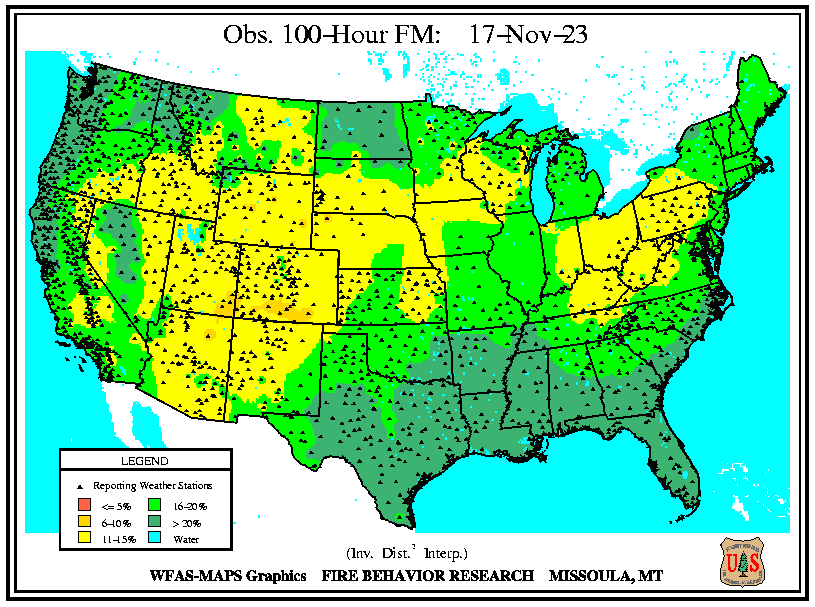 Obs. 100-Hour FM: 17-Nov-23
LEGEND
Reporting Weather Stations
<= 5% 16-20%
6-10% > 20%
11-15% Water
(Inv. Dist.² Interp.)
WFAS-MAPS Graphics FIRE BEHAVIOR RESEARCH MISSOULA, MT
U S